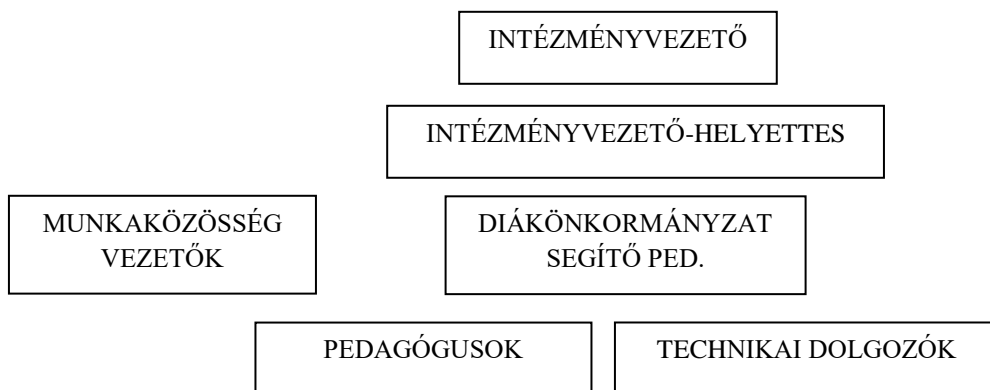 INTÉZMÉNYVEZETŐ
INTÉZMÉNYVEZETŐ-HELYETTES
MUNKAKÖZÖSSÉG
VEZETŐK
DIÁKÖNKORMÁNYZAT
SEGÍTŐ PED.
PEDAGÓGUSOK
TECHNIKAI DOLGOZÓK